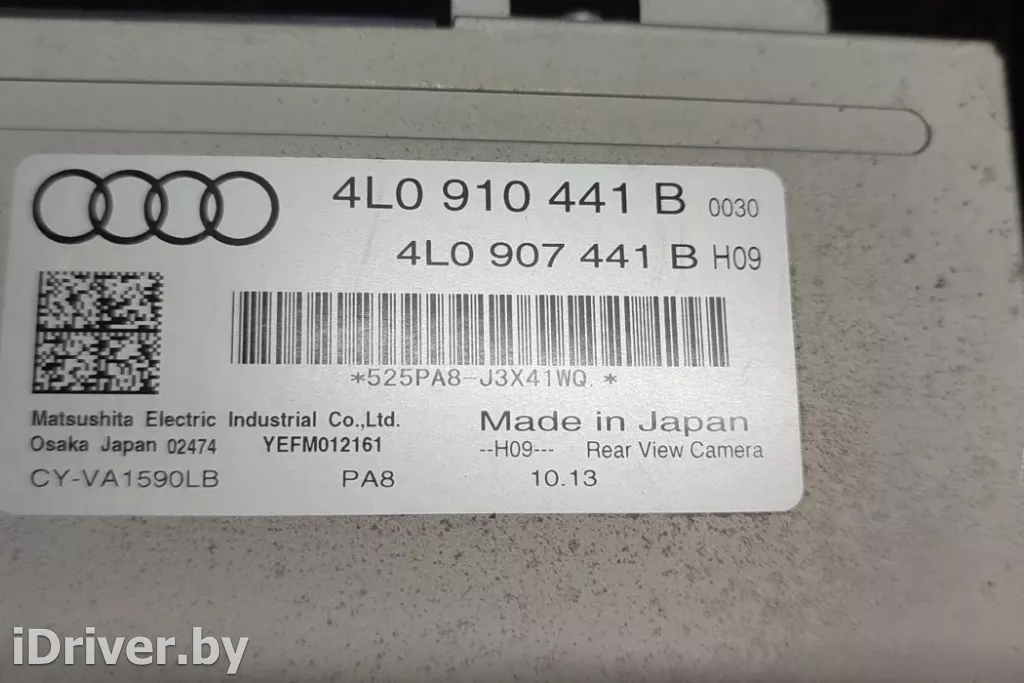 4L0 910 441 B 0030
4L0 907 441 B H09
*525PA8-J3X41WQ. *
Matsushita Electric Industrial Co.,Ltd. Made in Japan
Osaka Japan 02474 YEFM012161 --H09--- Rear View Camera
CY-VA1590LB PA8 10.13
iDriver.by